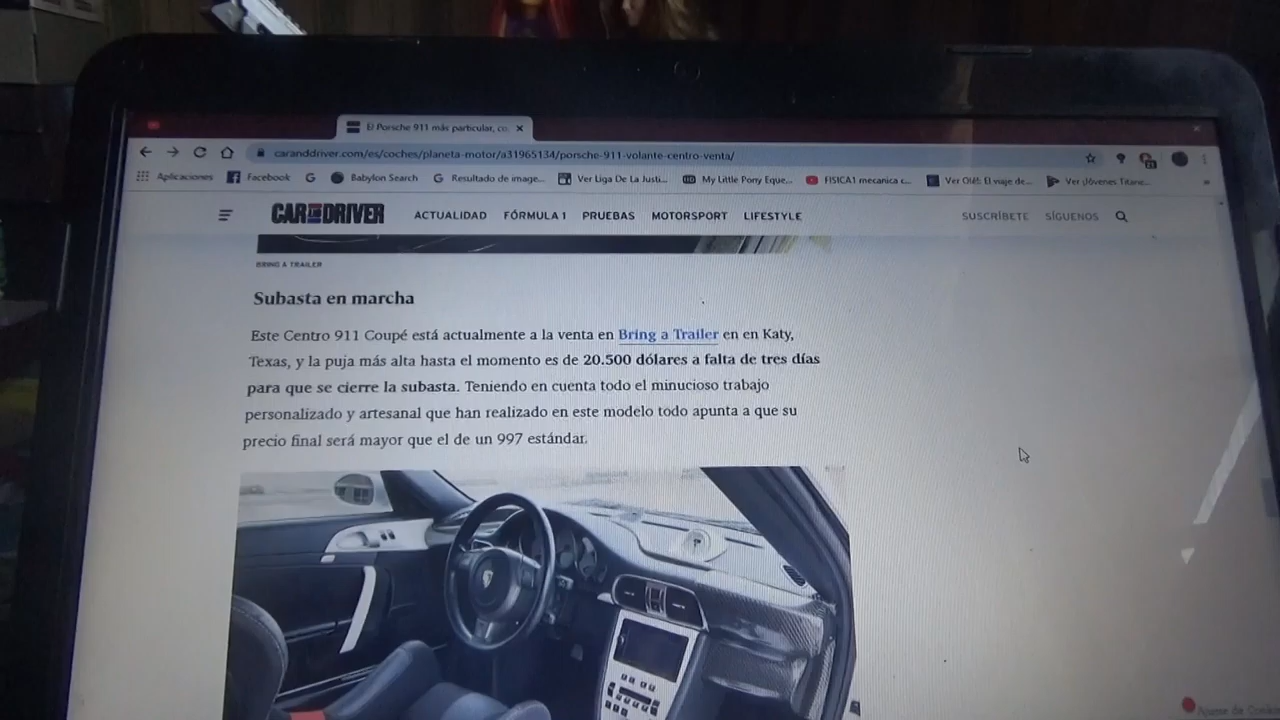 El Porsche 911 más particular, co
caranddriver.com/es/coches/planeta-motor/a31965134/porsche-911-volante-centro-venta/
Aplicaciones Facebook Babylon Search Resultado de image... Ver Liga De La Justi... My Little Pony Eque... FISICA1 mecanica c... Ver Olé: El viaje de... Ver Jóvenes Titane...
CAR AND DRIVER ACTUALIDAD FÓRMULA 1 PRUEBAS MOTORSPORT LIFESTYLE SUSCRÍBETE SÍGUENOS
BRING A TRAILER
Subasta en marcha
Este Centro 911 Coupé está actualmente a la venta en Bring a Trailer en en Katy,
Texas, y la puja más alta hasta el momento es de 20.500 dólares a falta de tres días
para que se cierre la subasta. Teniendo en cuenta todo el minucioso trabajo
personalizado y artesanal que han realizado en este modelo todo apunta a que su
precio final será mayor que el de un 997 estándar.